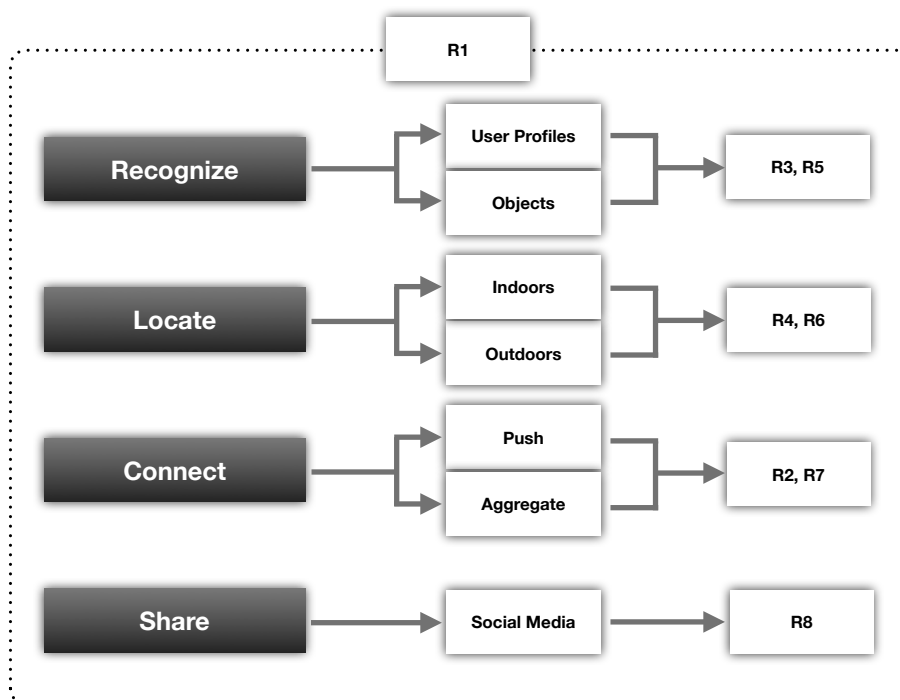 R1
Recognize
User Profiles
Objects
R3, R5
Locate
Indoors
Outdoors
R4, R6
Connect
Push
Aggregate
R2, R7
Share
Social Media
R8